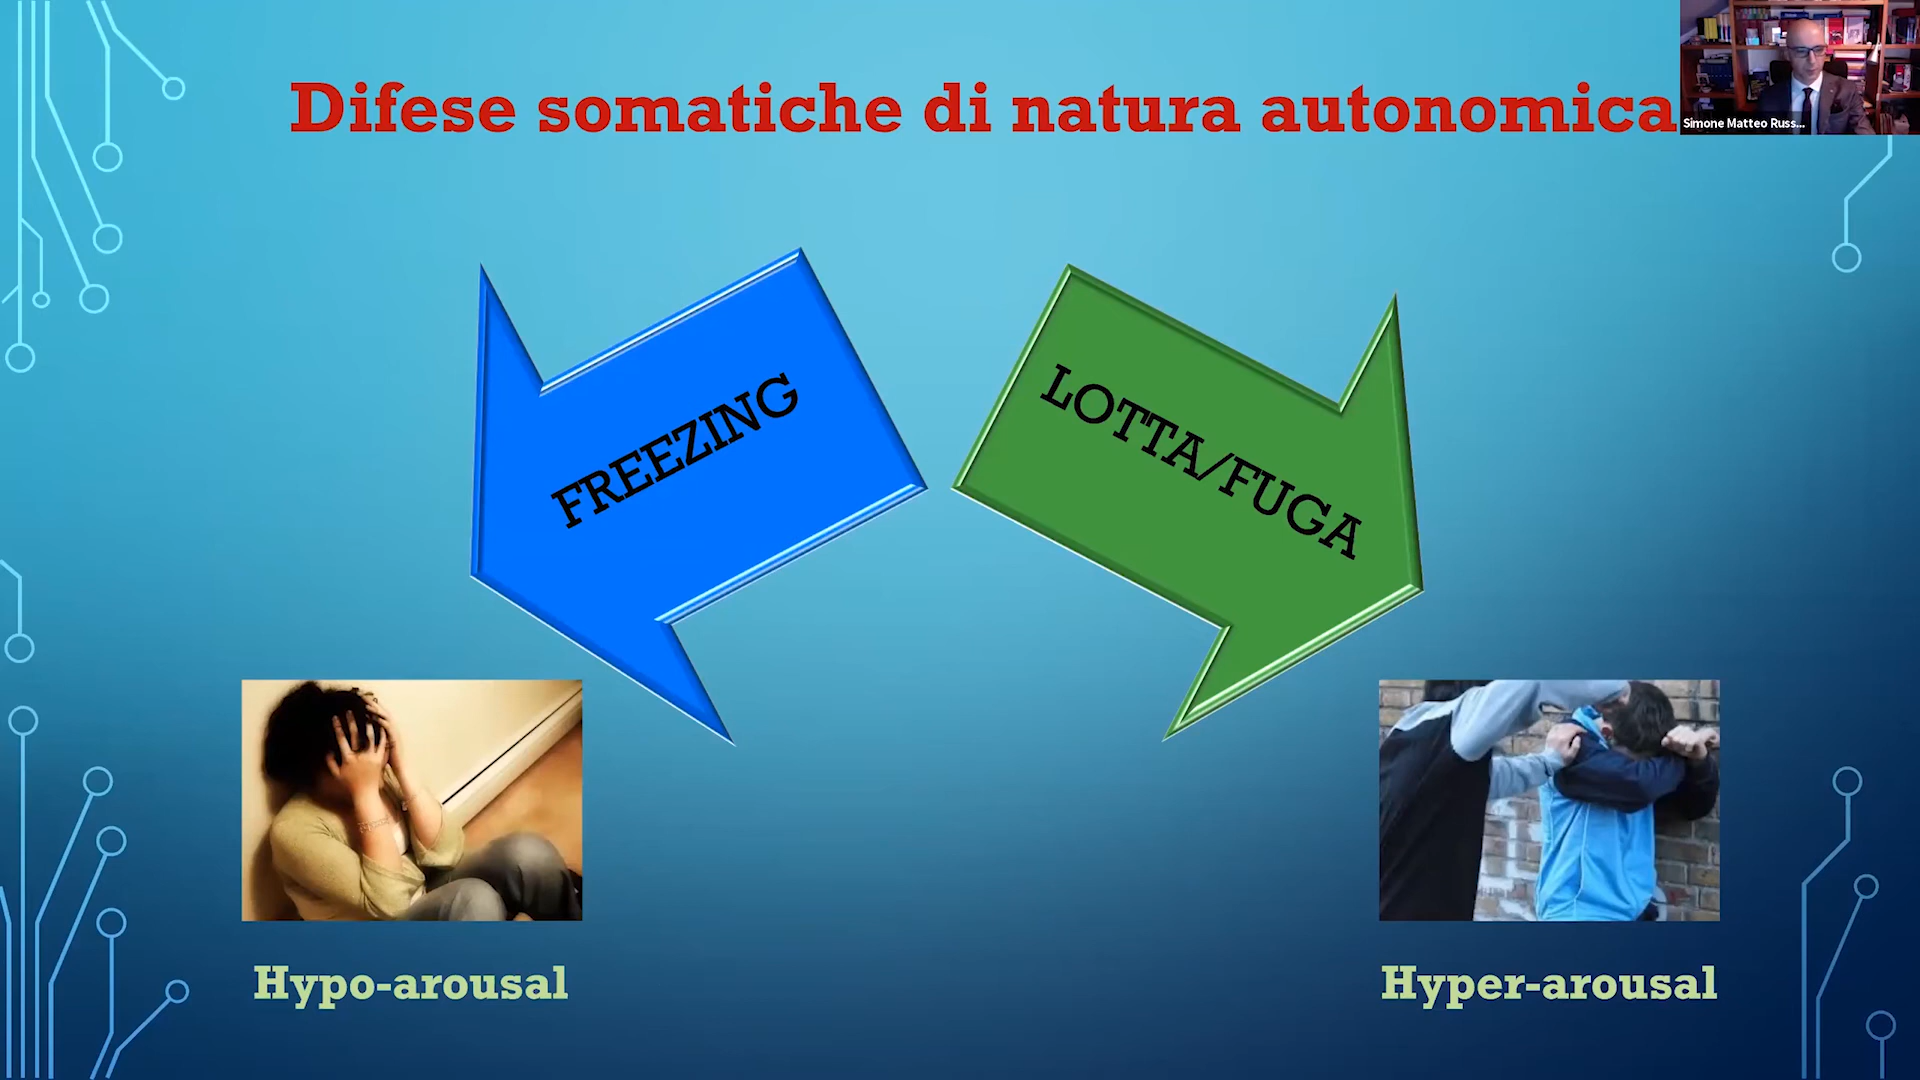 Difese somatiche di natura autonomica
Simone Matteo Russ...
FREEZING
LOTTA/FUGA
Hypo-arousal
Hyper-arousal